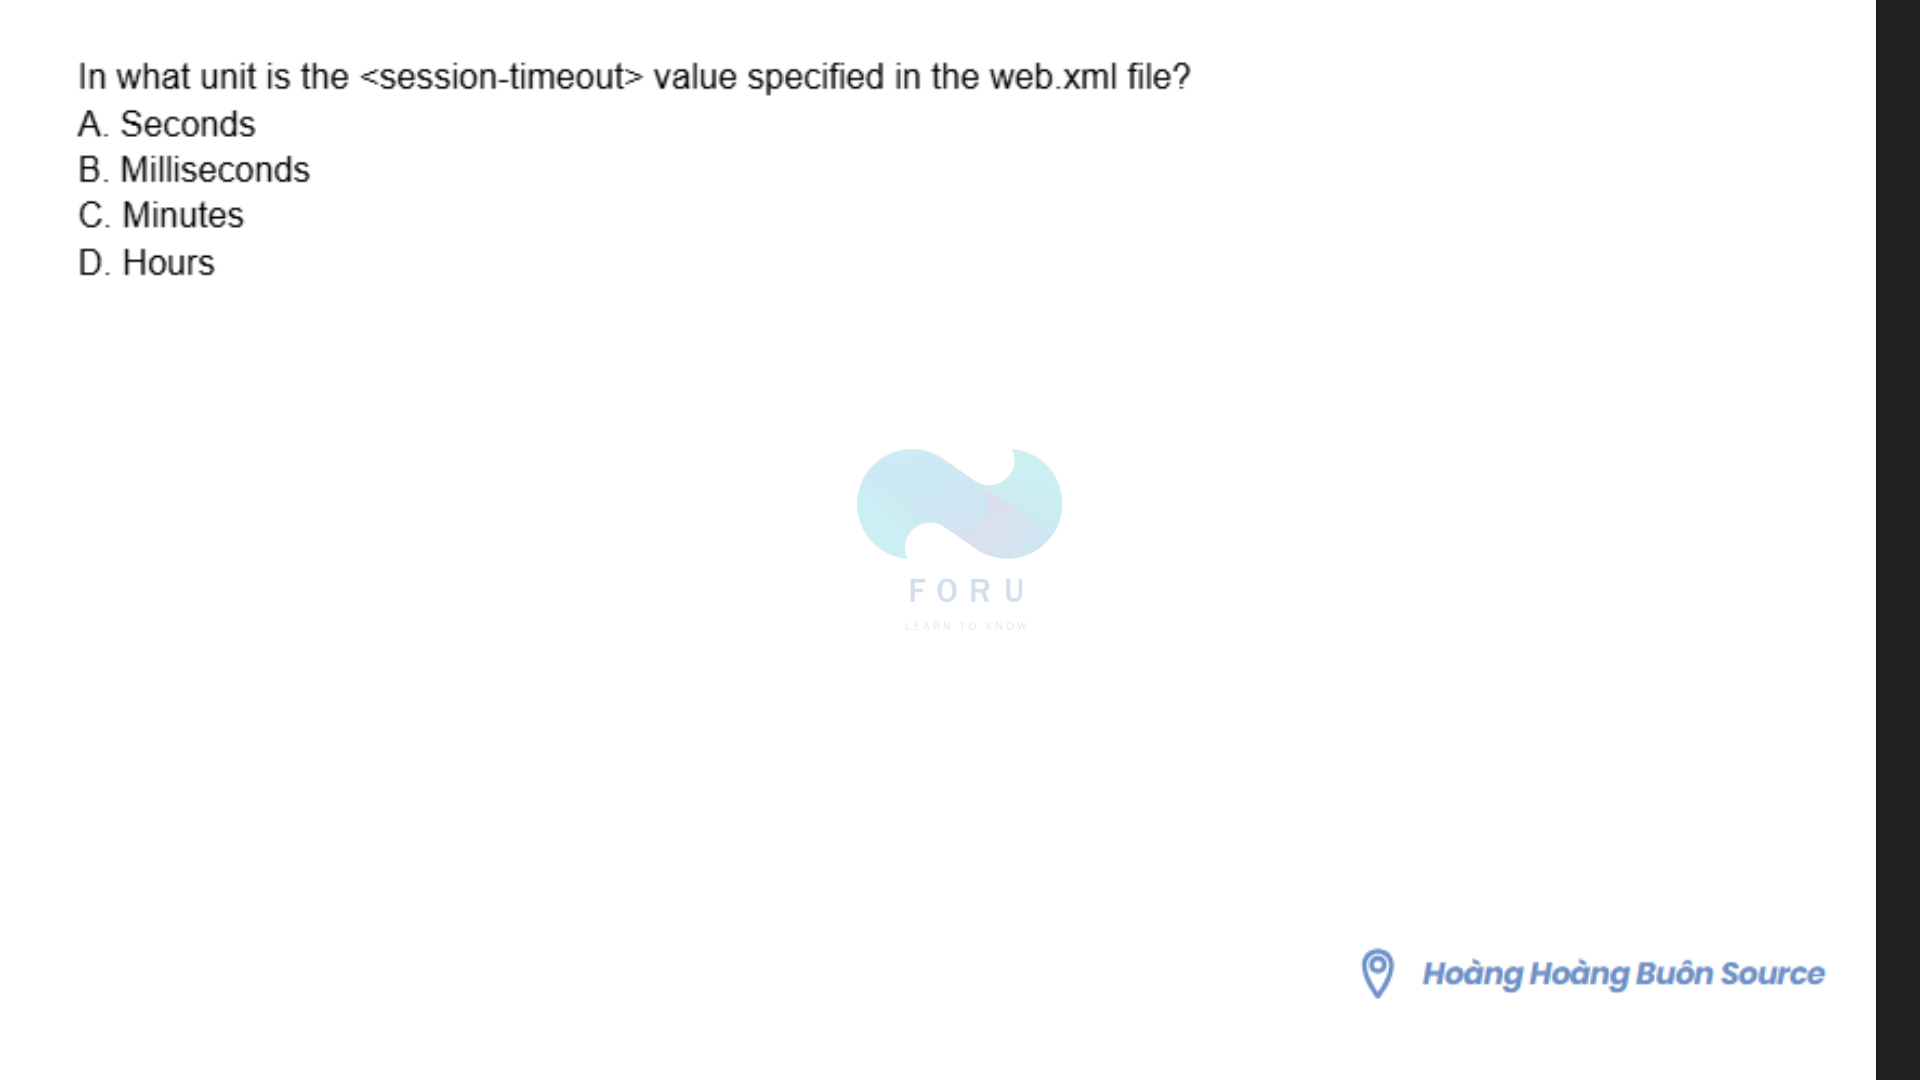 In what unit is the <session-timeout> value specified in the web.xml file?
A. Seconds
B. Milliseconds
C. Minutes
D. Hours
FORU
LEARN TO KNOW
Hoàng Hoàng Buôn Source